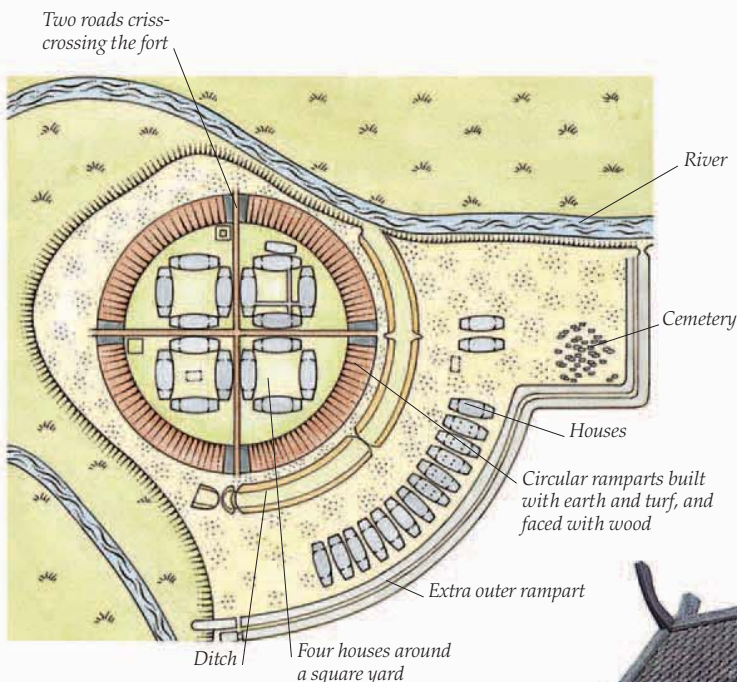 Two roads criss-
crossing the fort
River
Cemetery
Houses
Circular ramparts built
with earth and turf, and
faced with wood
Extra outer rampart
Ditch
Four houses around
a square yard